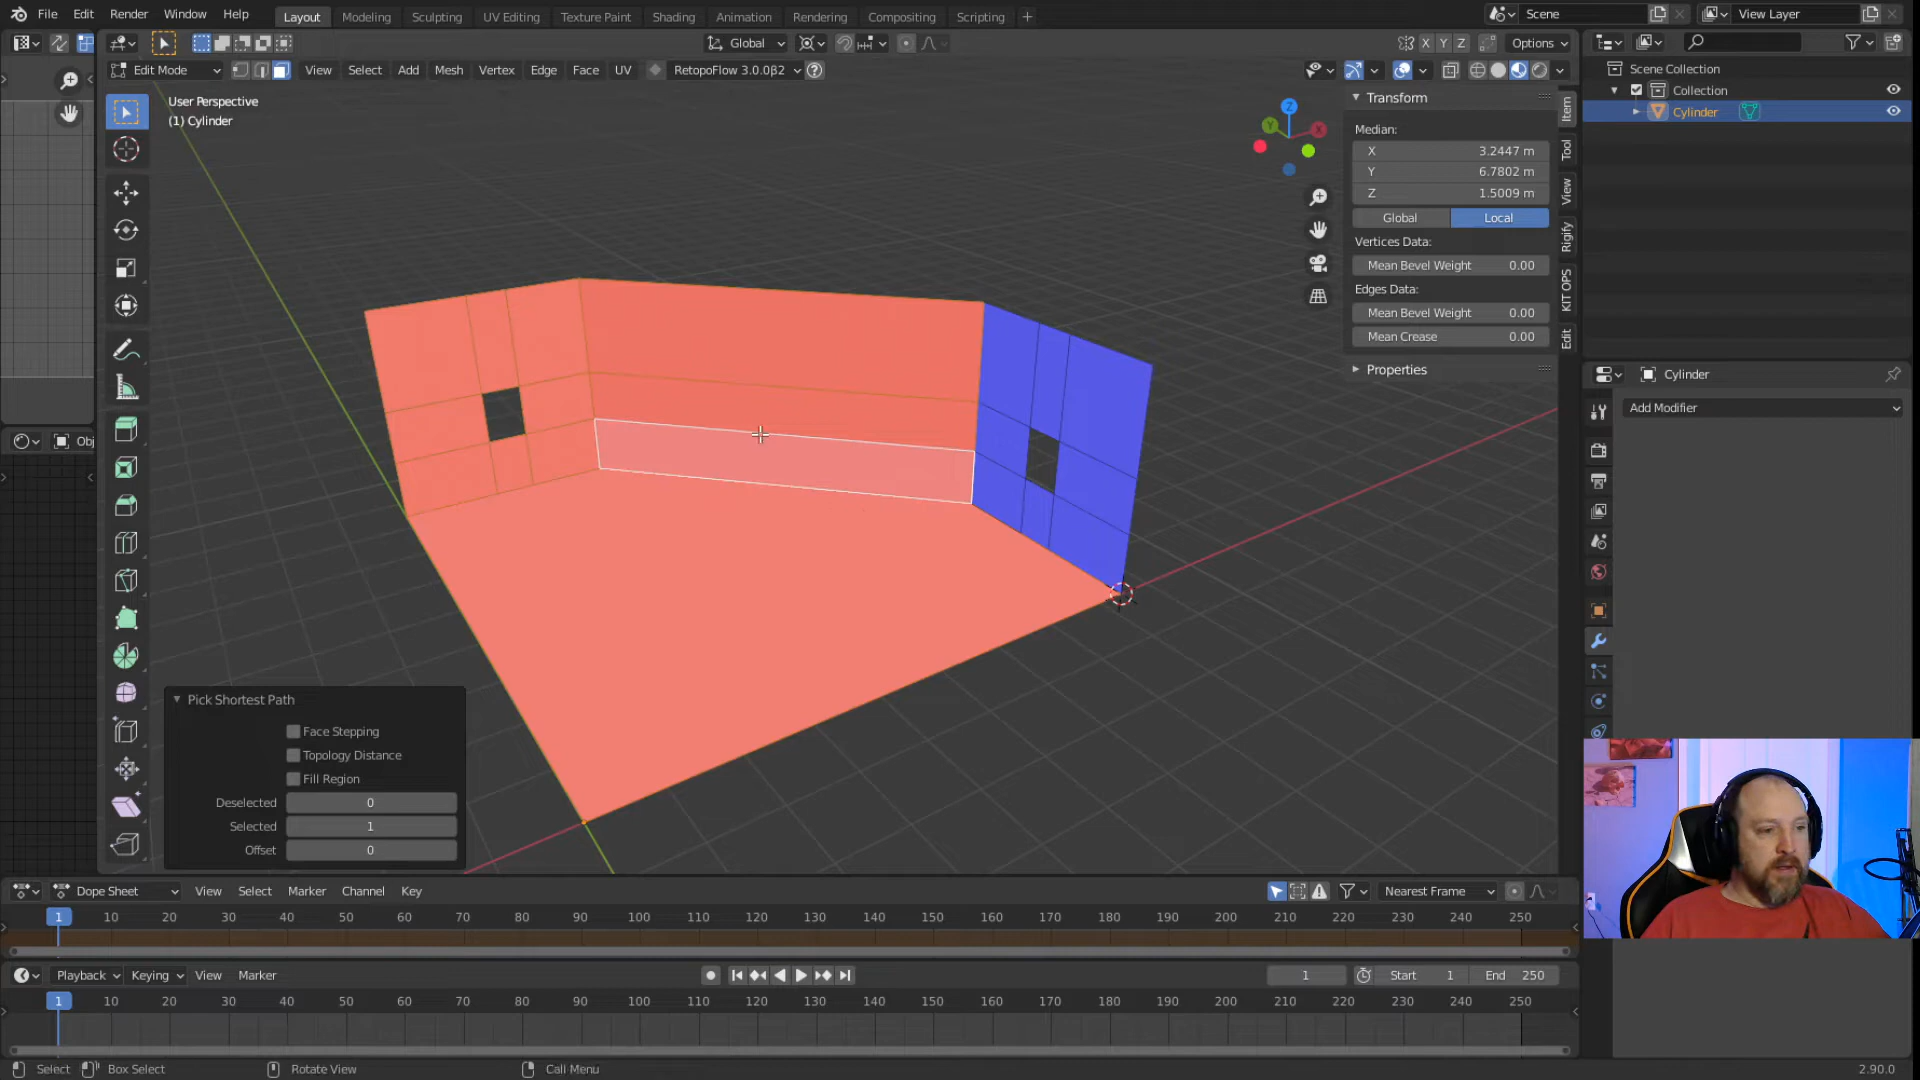 File Edit Render Window Help Layout Modeling Sculpting UV Editing Texture Paint Shading Animation Rendering Compositing Scripting + Scene View Layer
Global Options X Y Z
Edit Mode View Select Add Mesh Vertex Edge Face UV RetopoFlow 3.0.0β2
User Perspective
(1) Cylinder
Z
Y
X
Transform
Median:
X 3.2447 m
Y 6.7802 m
Z 1.5009 m
Global Local
Vertices Data:
Mean Bevel Weight 0.00
Edges Data:
Mean Bevel Weight 0.00
Mean Crease 0.00
Properties
Item
Tool
View
Rigify
KIT OPS
Edit
Scene Collection
Collection
Cylinder
Cylinder
Add Modifier
Obj
Pick Shortest Path
Face Stepping
Topology Distance
Fill Region
Deselected 0
Selected 1
Offset 0
Dope Sheet View Select Marker Channel Key Nearest Frame
1 10 20 30 40 50 60 70 80 90 100 110 120 130 140 150 160 170 180 190 200 210 220 230 240 250
Playback Keying View Marker 1 Start 1 End 250
1 10 20 30 40 50 60 70 80 90 100 110 120 130 140 150 160 170 180 190 200 210 220 230 240 250
Select Box Select Rotate View Call Menu 2.90.0